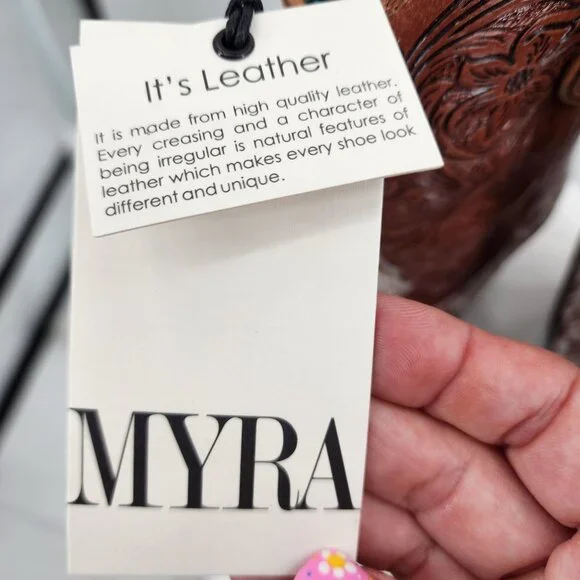 It's Leather
It is made from high quality leather.
Every creasing and a character of
being irregular is natural features of
leather which makes every shoe look
different and unique.
MYRA